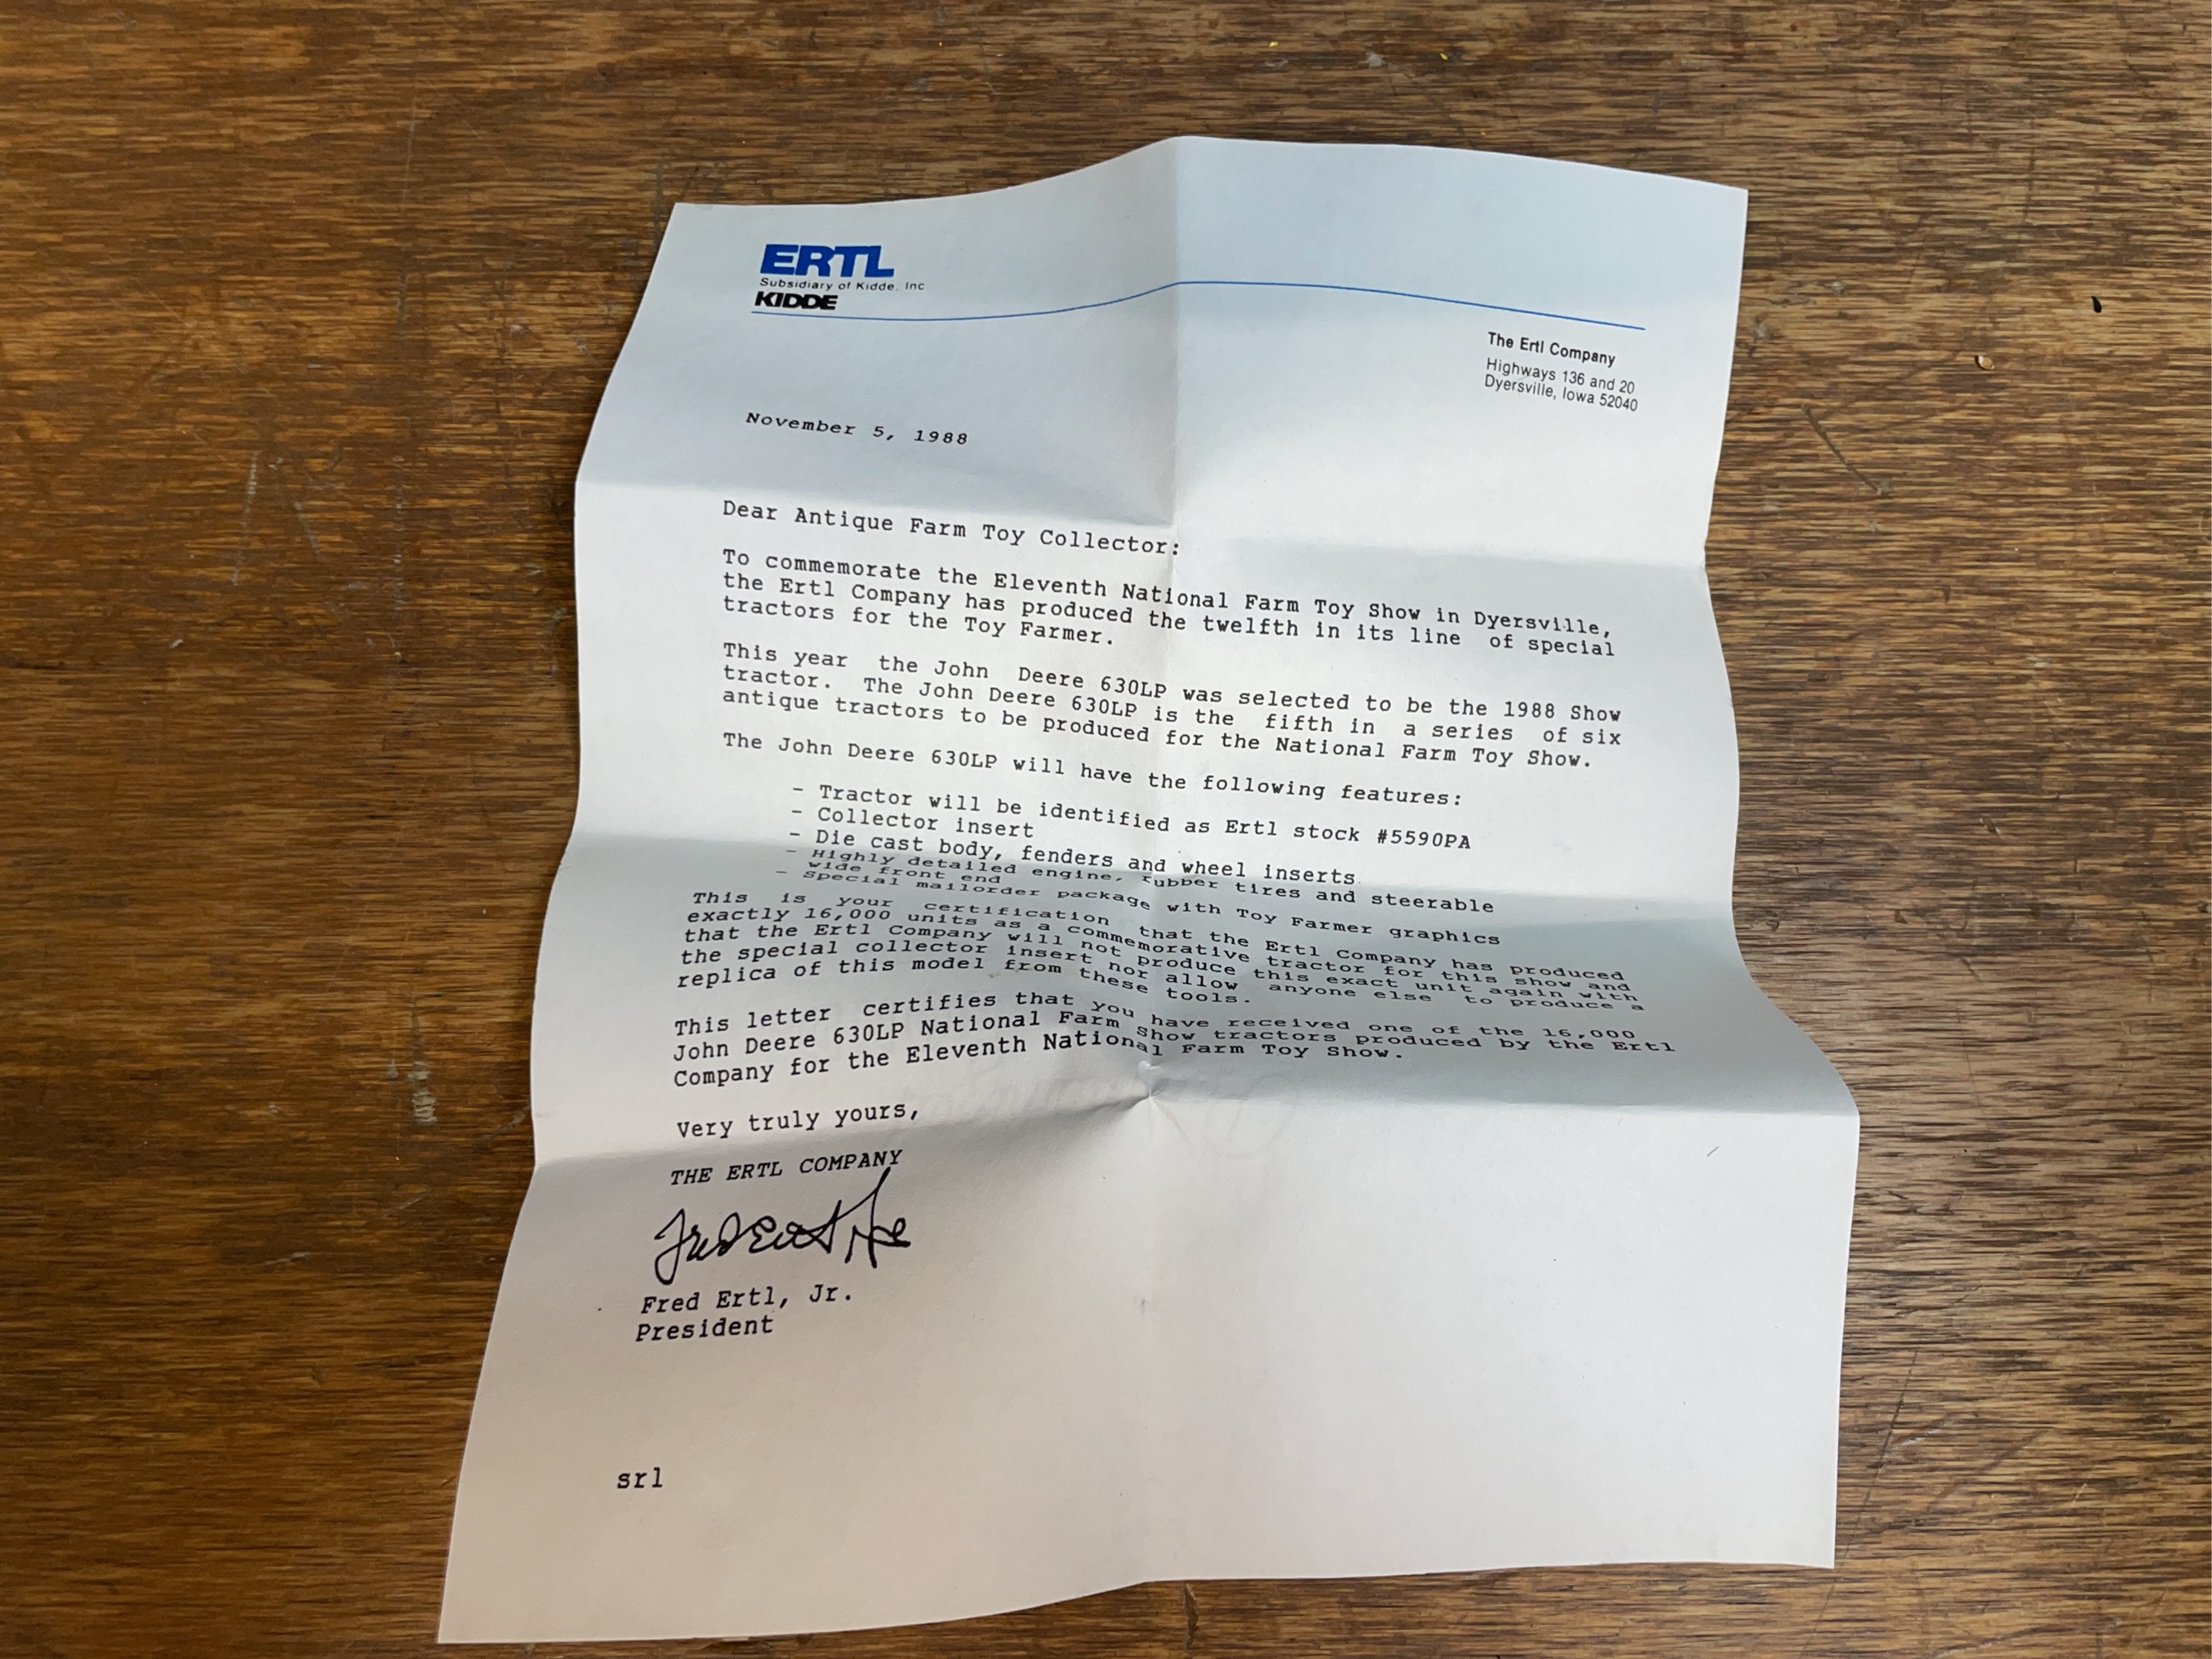 ERTL
Subsidiary of Kidde, Inc
KIDDE
The Ertl Company
Highways 136 and 20
Dyersville, Iowa 52040
November 5, 1988
Dear Antique Farm Toy Collector:
To commemorate the Eleventh National Farm Toy Show in Dyersville,
the Ertl Company has produced the twelfth in its line of special
tractors for the Toy Farmer.
This year the John Deere 630LP was selected to be the 1988 Show
tractor. The John Deere 630LP is the fifth in a series of six
antique tractors to be produced for the National Farm Toy Show.
The John Deere 630LP will have the following features:
- Tractor will be identified as Ertl stock #5590PA
- Collector insert
- Die cast body, fenders and wheel inserts
- Highly detailed engine, rubber tires and steerable
wide front end
- Special mailorder package with Toy Farmer graphics
This is your certification that the Ertl Company has produced
exactly 16,000 units as a commemorative tractor for this show and
that the Ertl Company will not produce this exact unit again with
the special collector insert nor allow anyone else to produce a
replica of this model from these tools.
This letter certifies that you have received one of the 16,000
John Deere 630LP National Farm Show tractors produced by the Ertl
Company for the Eleventh National Farm Toy Show.
Very truly yours,
THE ERTL COMPANY
Fred Ertl, Jr.
Fred Ertl, Jr.
President
srl